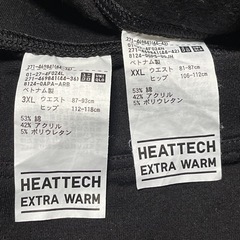 01-27-4F024L
ベトナム製
3XL ウエスト 87-93cm
ヒップ 112-118cm
53% 綿
42% アクリル
5% ポリウレタン
HEATTECH
EXTRA WARM
ベトナム製
XXL ウエスト 81-87cm
ヒップ 106-112cm
53% 綿
42% アクリル
5% ポリウレタン
HEATTECH
EXTRA WARM